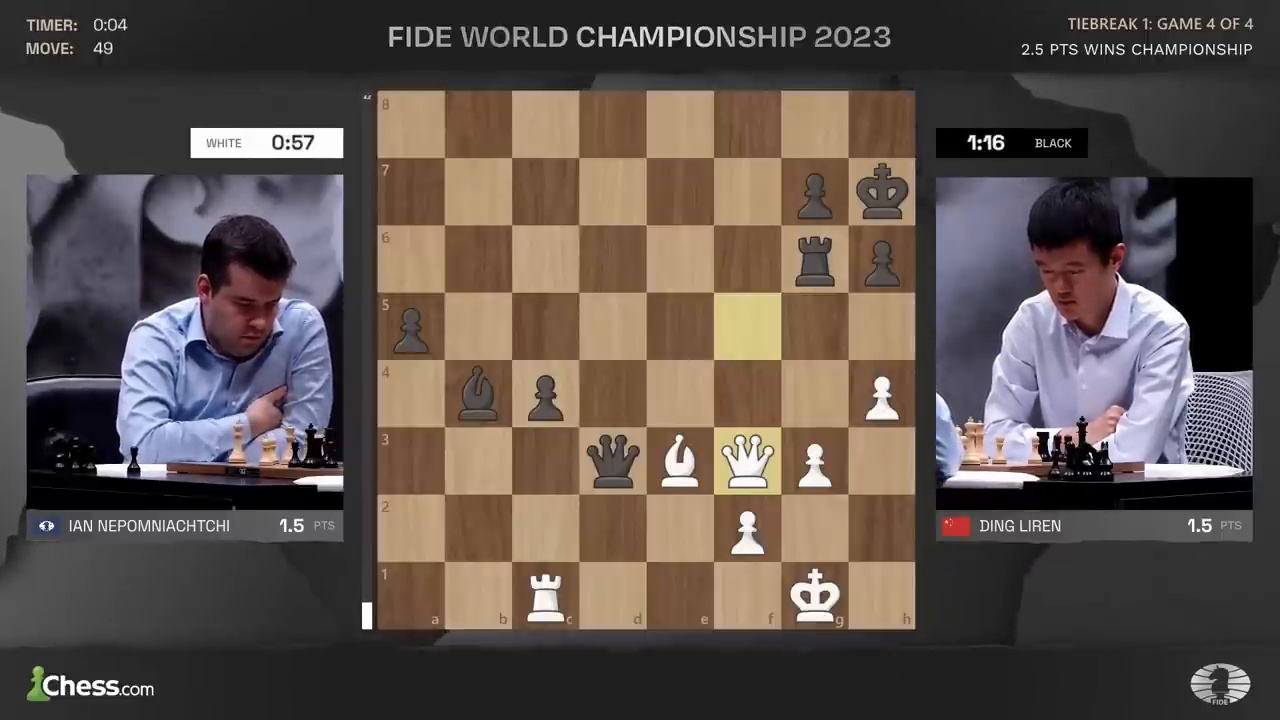 TIMER: 0:04
MOVE: 49
FIDE WORLD CHAMPIONSHIP 2023
TIEBREAK 1: GAME 4 OF 4
2.5 PTS WINS CHAMPIONSHIP
WHITE 0:57
1:16 BLACK
8
7
6
5
4
3
2
1
a b c d e f g h
IAN NEPOMNIACHTCHI 1.5 PTS
DING LIREN 1.5 PTS
Chess.com
FIDE